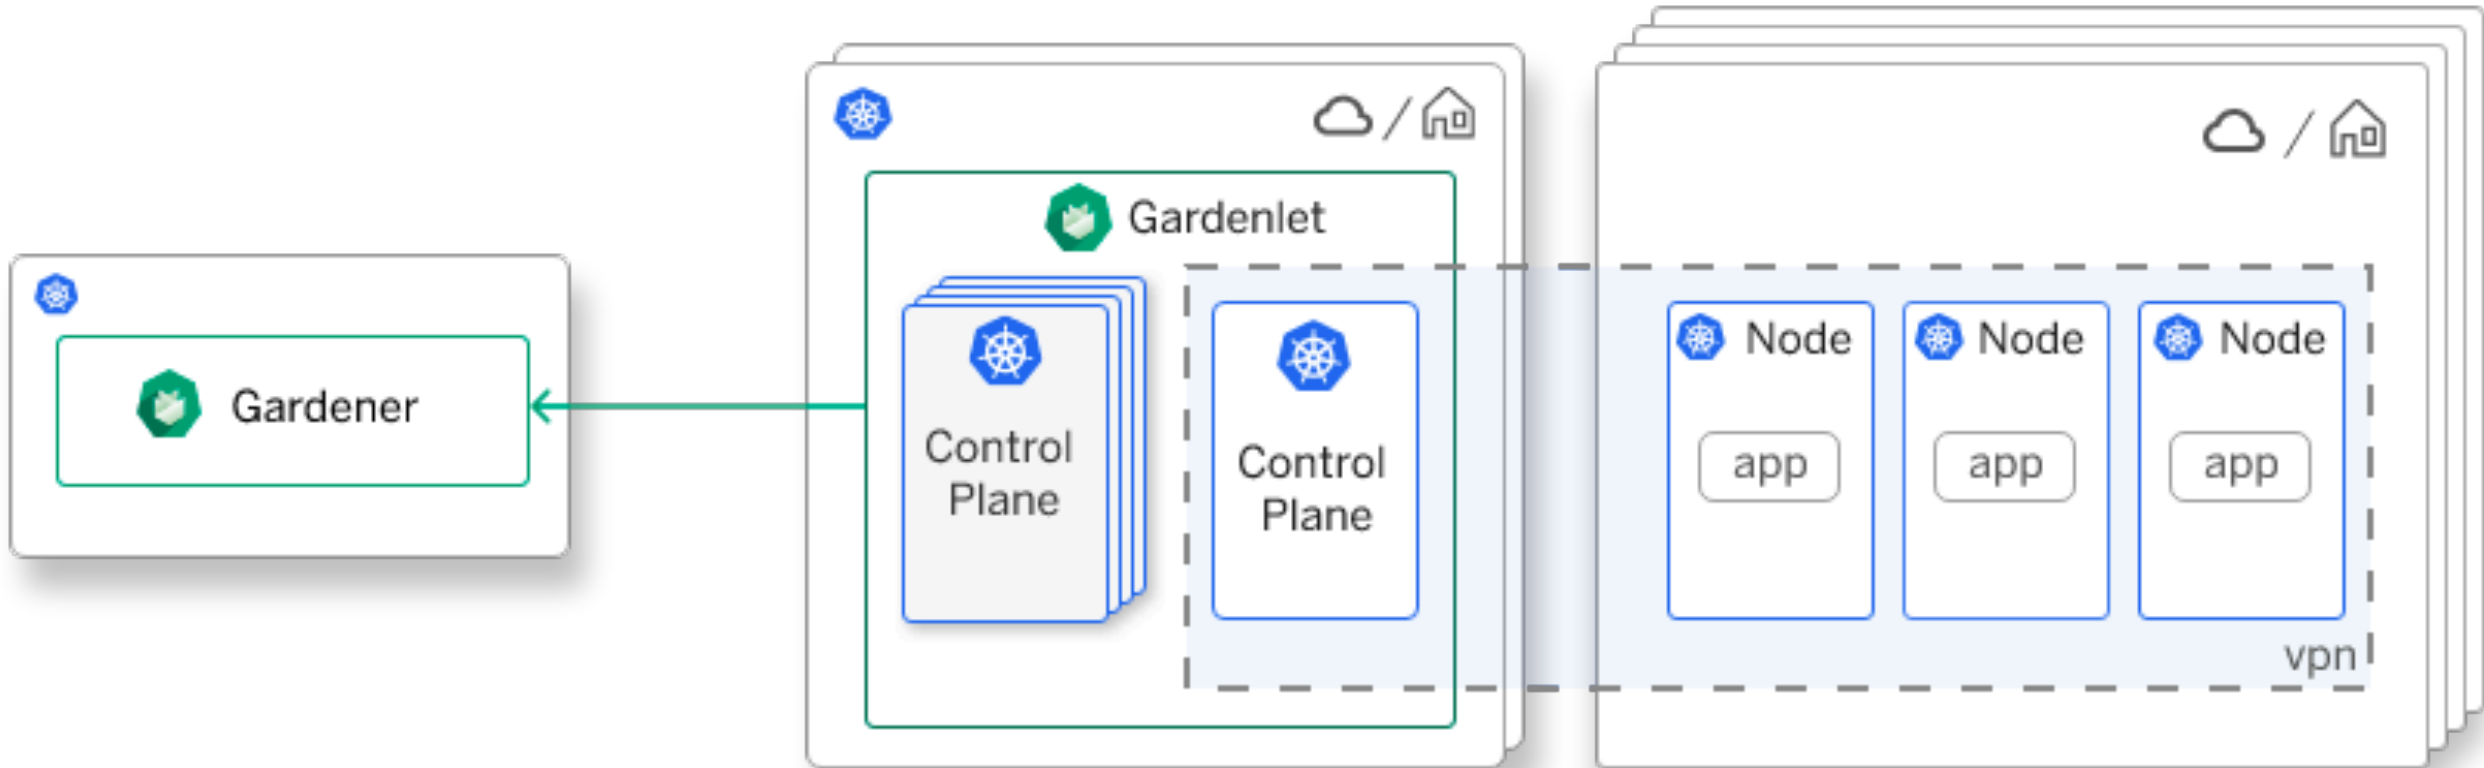 Gardener
Gardenlet
Control
Plane
Control
Plane
Node
app
Node
app
Node
app
vpn